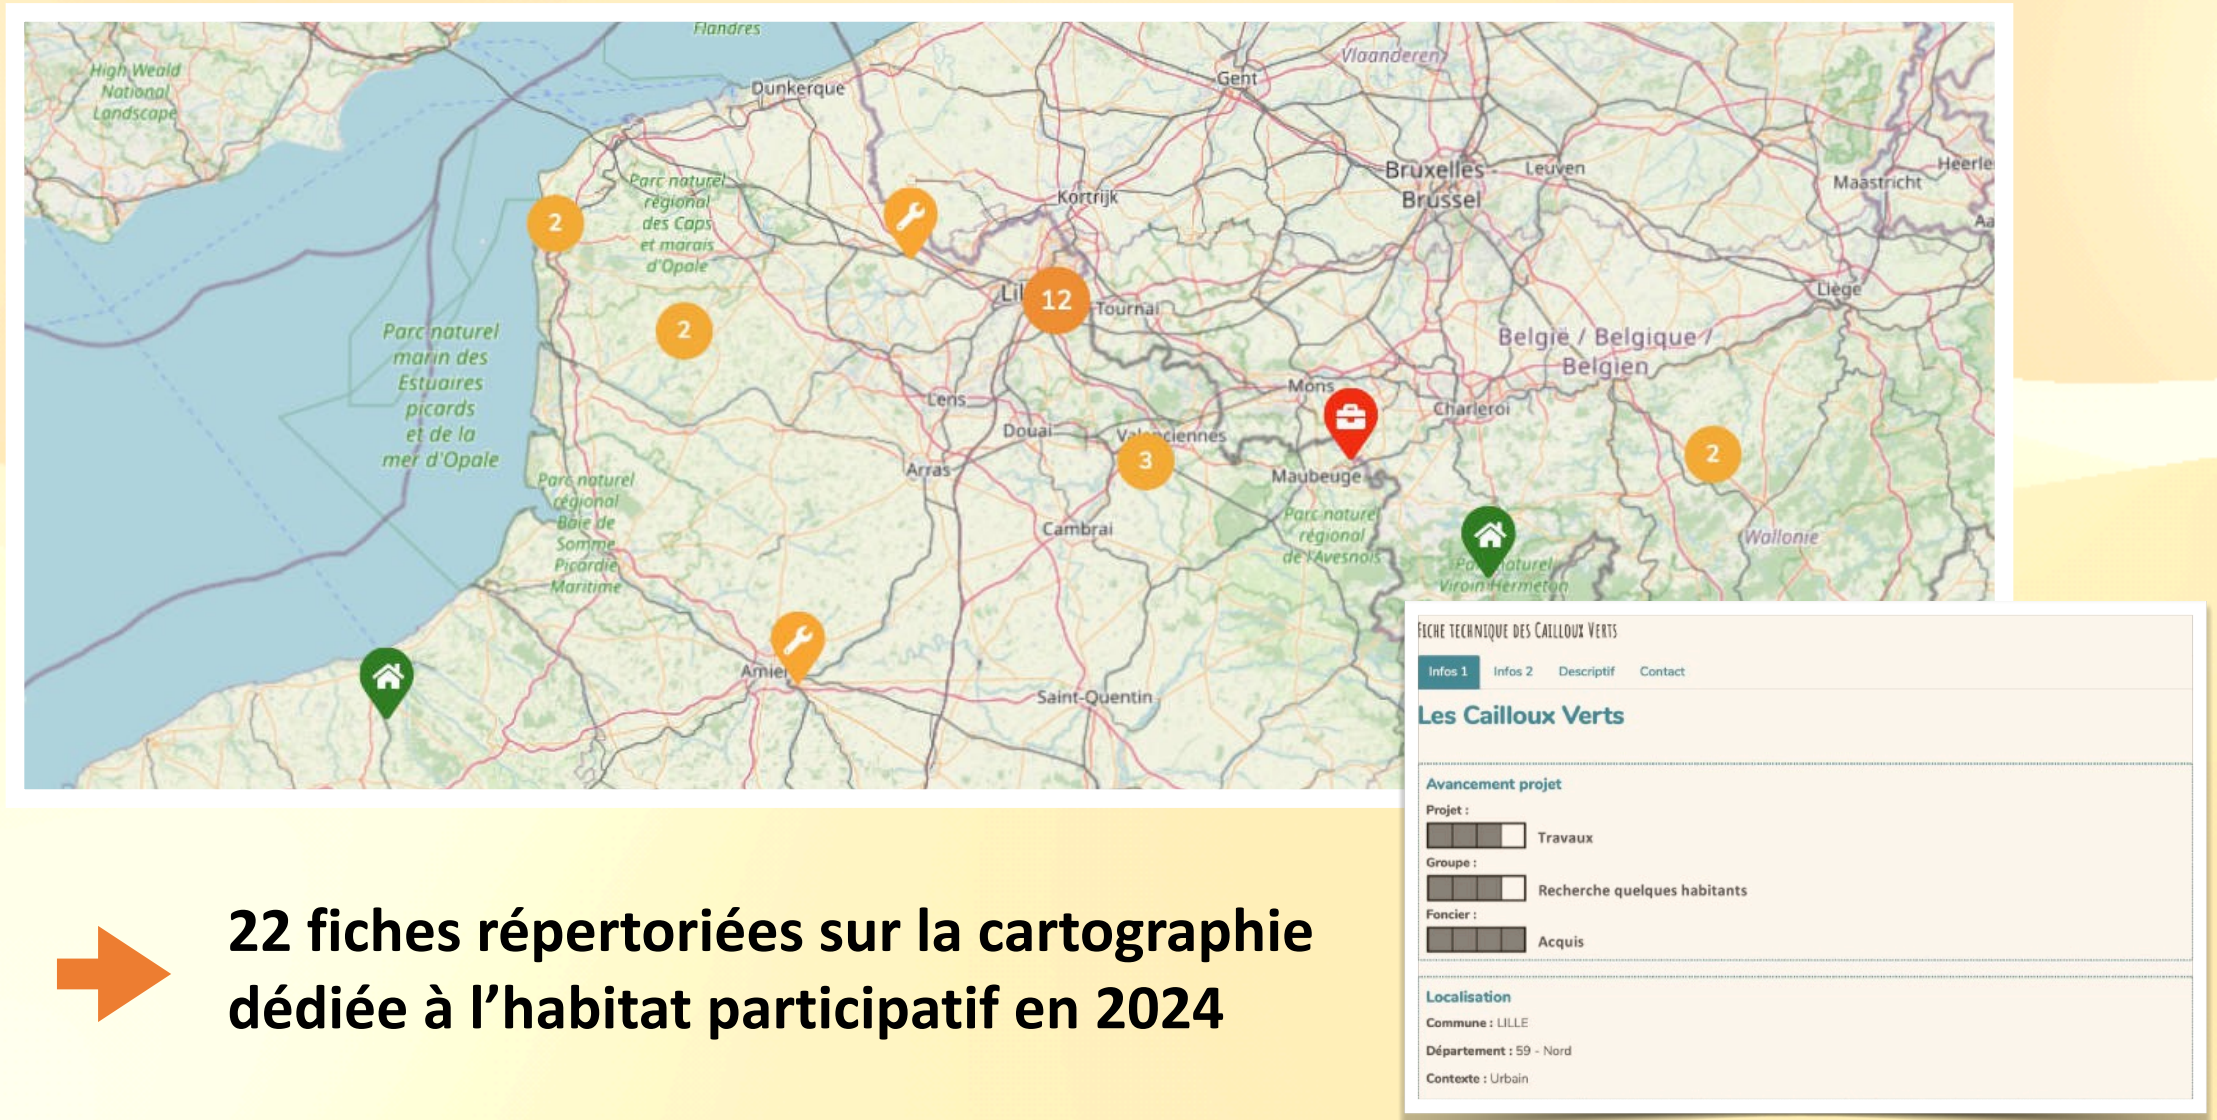 Flandres
High Weald
National
Landscape
Dunkerque
Gent
Vlaanderen
Parc naturel
régional
des Caps
et marais
d'Opale
Kortrijk
Bruxelles -
Brussel
Leuven
Maastricht
Heerle
Aa
2
12
Tournai
Liège
2
Parc naturel
marin des
Estuaires
picards
et de la
mer d'Opale
België / Belgique /
Belgien
Lens
Mons
Charleroi
Douai
3
Arras
Maubeuge
2
Parc naturel
régional
Baie de
Somme
Picardie
Maritime
Cambrai
Parc naturel
régional
de l'Avesnois
Wallonie
Viroin-Hermeton
Saint-Quentin
22 fiches répertoriées sur la cartographie
dédiée à l'habitat participatif en 2024
FICHE TECHNIQUE DES CAILLOUX VERTS
Infos 1 Infos 2 Descriptif Contact
Les Cailloux Verts
Avancement projet
Projet :
Travaux
Groupe :
Recherche quelques habitants
Foncier :
Acquis
Localisation
Commune : LILLE
Département : 59 - Nord
Contexte : Urbain